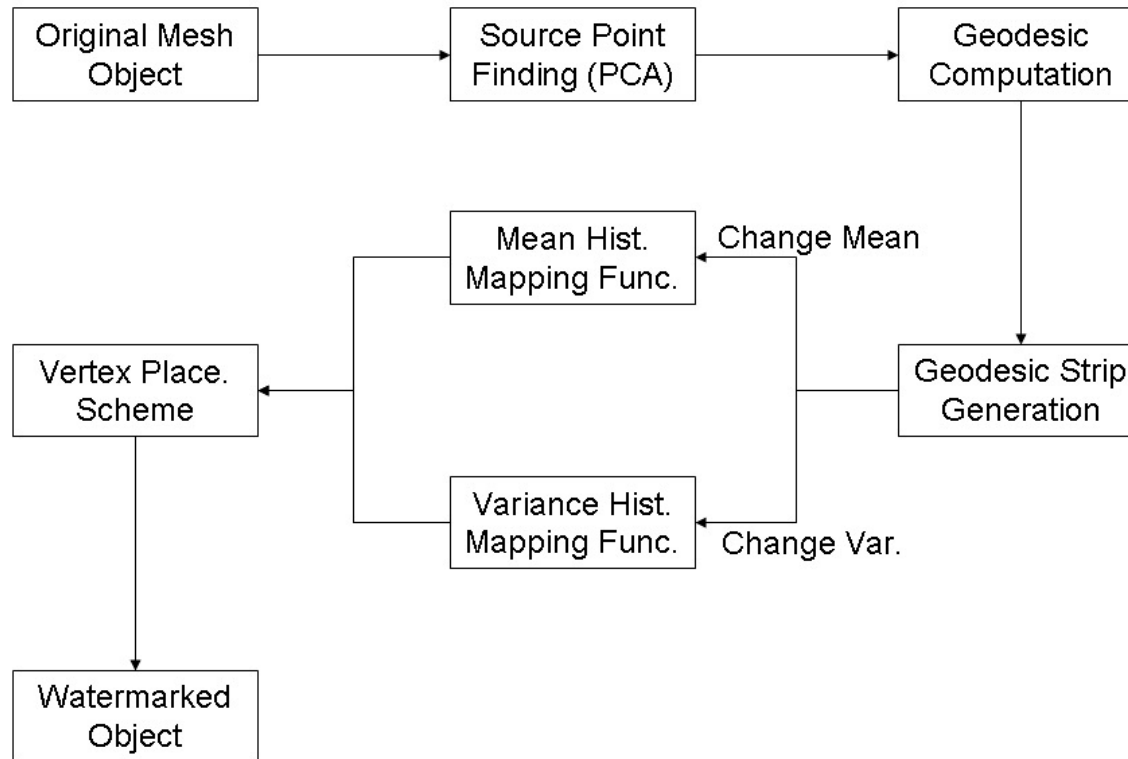 Original Mesh
Object
Source Point
Finding (PCA)
Geodesic
Computation
Mean Hist.
Mapping Func.
Change Mean
Vertex Place.
Scheme
Geodesic Strip
Generation
Variance Hist.
Mapping Func.
Change Var.
Watermarked
Object